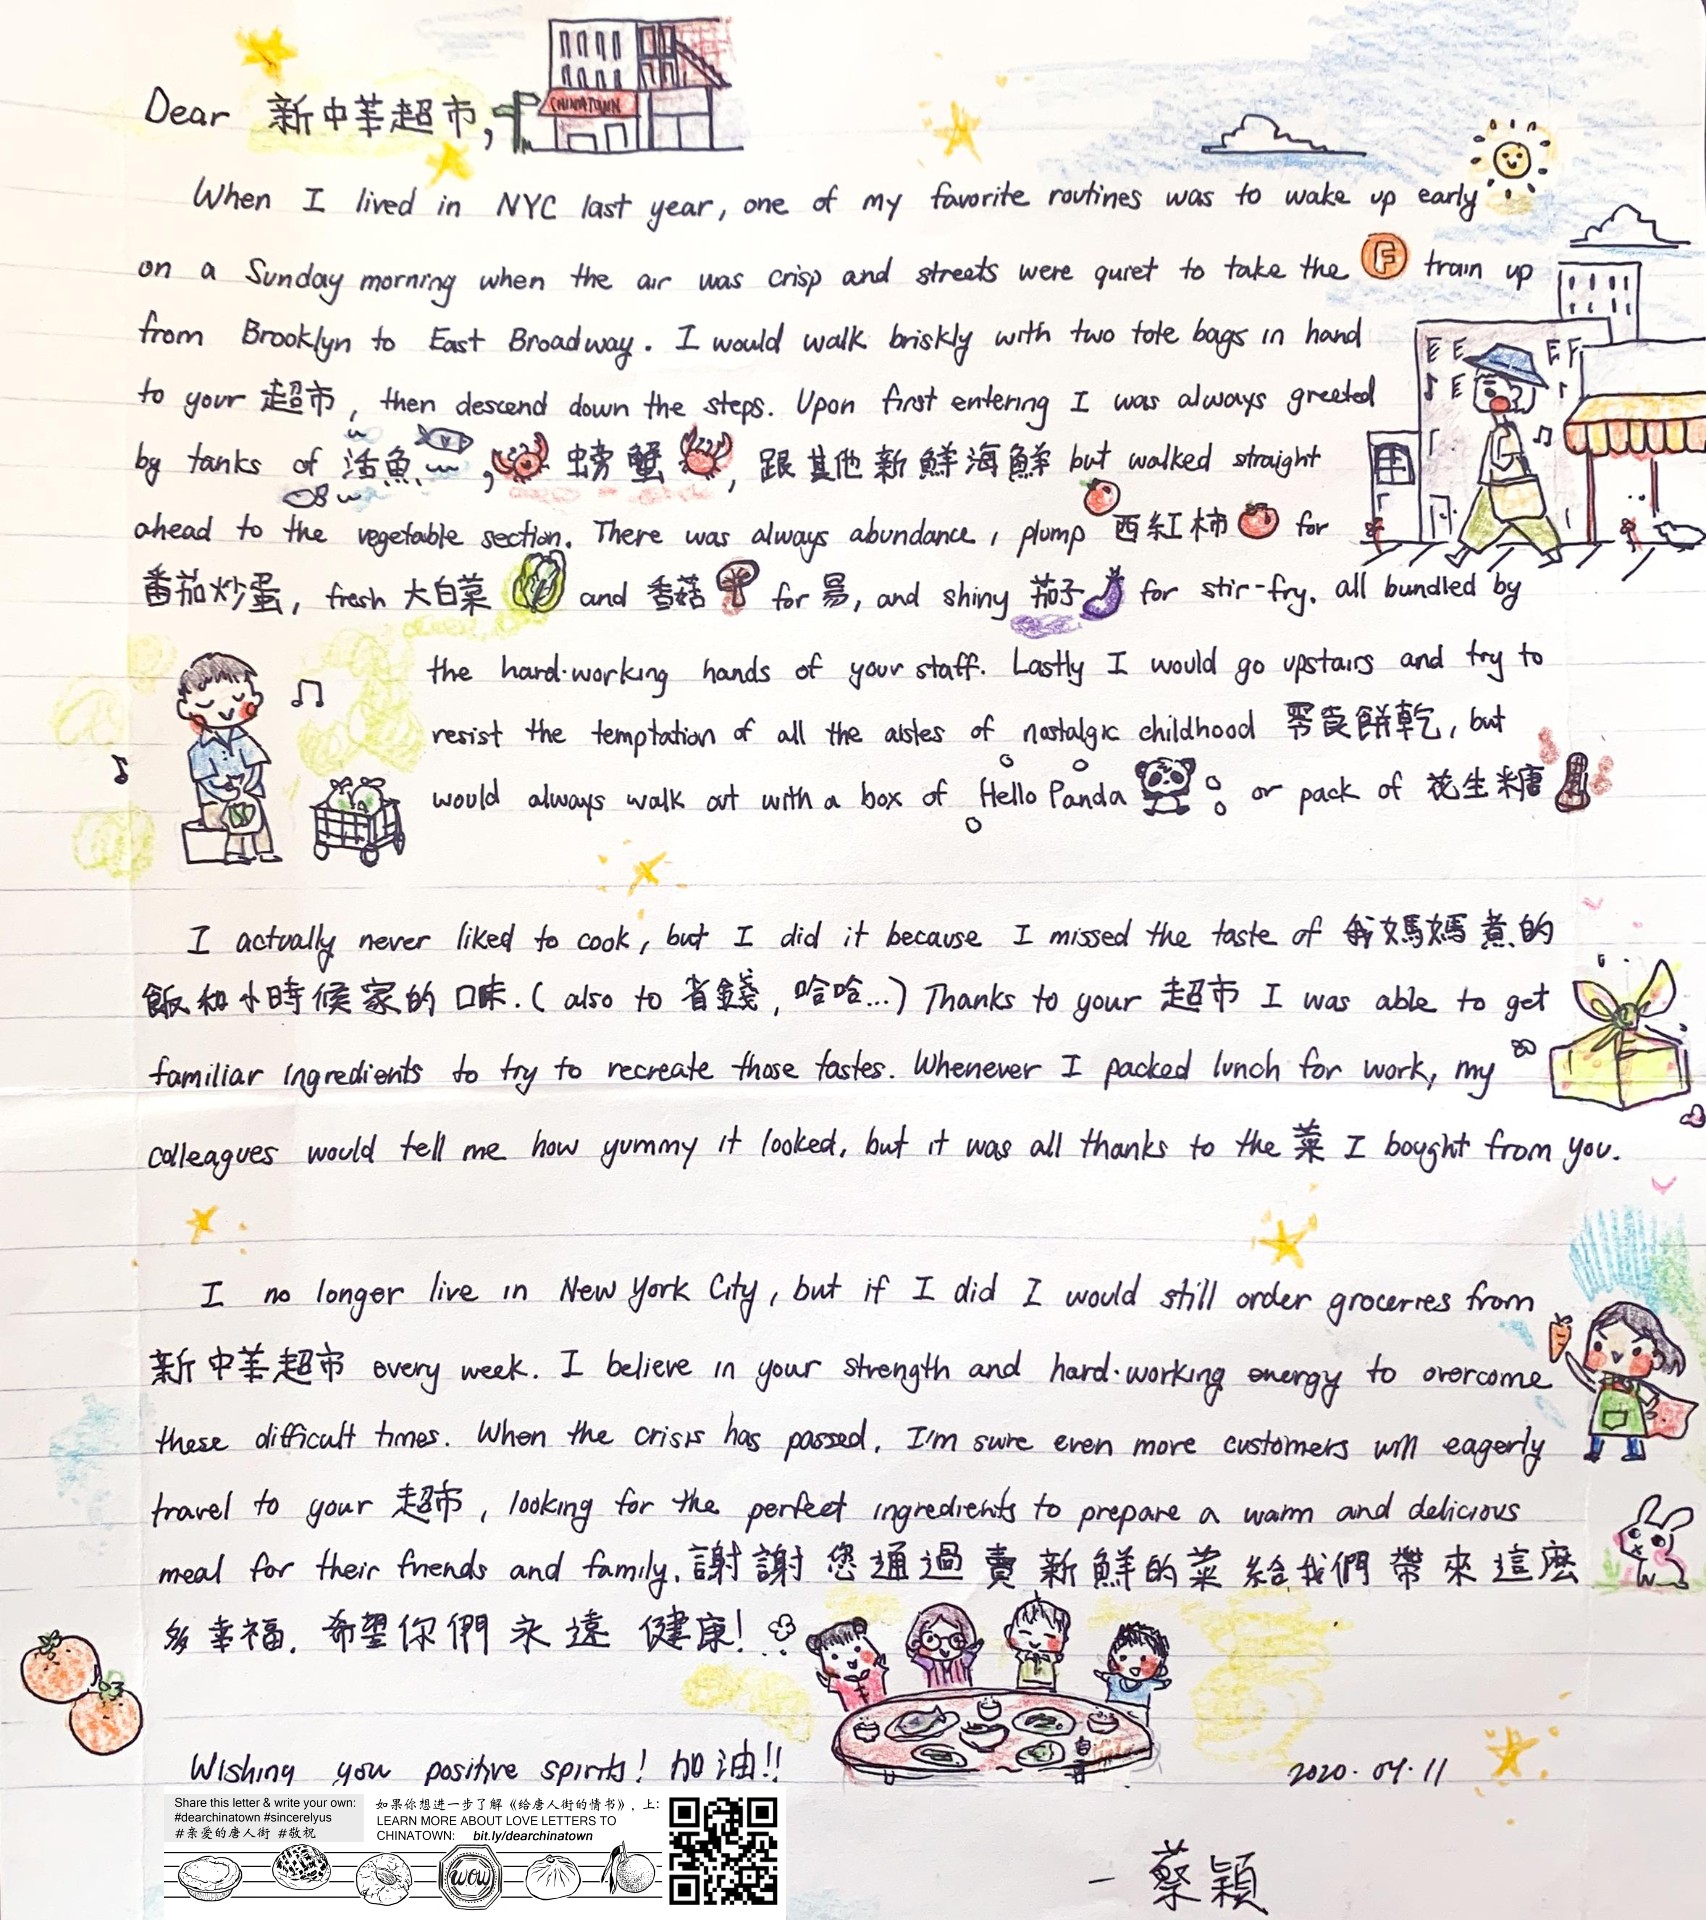 Dear 新中華超市,
CHINATOWN
When I lived in NYC last year, one of my favorite routines was to wake up early
on a Sunday morning when the air was crisp and streets were quiet to take the F train up
from Brooklyn to East Broadway. I would walk briskly with two tote bags in hand
to your 超市, then descend down the steps. Upon first entering I was always greeted
by tanks of 活魚, 螃蟹, 跟其他新鮮海鮮 but walked straight
ahead to the vegetable section. There was always abundance, plump 西紅柿 for
番茄炒蛋, fresh 大白菜 and 香菇 for 湯, and shiny 茄子 for stir-fry. all bundled by
the hard-working hands of your staff. Lastly I would go upstairs and try to
resist the temptation of all the aisles of nostalgic childhood 零食餅乾, but
would always walk out with a box of Hello Panda or pack of 花生米糖
I actually never liked to cook, but I did it because I missed the taste of 我媽媽煮的
飯和小時候家的口味. (also to 省錢, 哈哈...) Thanks to your 超市 I was able to get
familiar ingredients to try to recreate those tastes. Whenever I packed lunch for work, my
colleagues would tell me how yummy it looked, but it was all thanks to the 菜 I bought from you.
I no longer live in New York City, but if I did I would still order groceries from
新中華超市 every week. I believe in your strength and hard-working energy to overcome
these difficult times. When the crisis has passed, I'm sure even more customers will eagerly
travel to your 超市, looking for the perfect ingredients to prepare a warm and delicious
meal for their friends and family. 謝謝您通過賣新鮮的菜給我們帶來這麼
多幸福. 希望你們永遠健康!
Wishing you positive spirits! 加油!!
2020.04.11
- 蔡穎
Share this letter & write your own:
#dearchinatown #sincerelyus
#亲爱的唐人街 #敬祝
如果你想进一步了解《给唐人街的情书》, 上:
LEARN MORE ABOUT LOVE LETTERS TO
CHINATOWN: bit.ly/dearchinatown
WOW